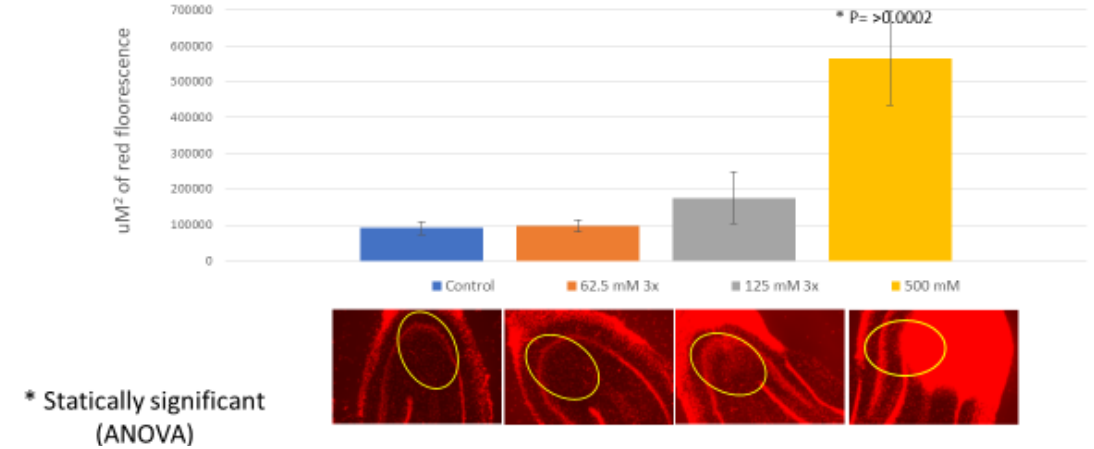 700000
* P= >0.0002
600000
500000
400000
300000
200000
100000
0
uM² of red floorescence
Control
62.5 mM 3x
125 mM 3x
500 mM
* Statically significant
(ANOVA)